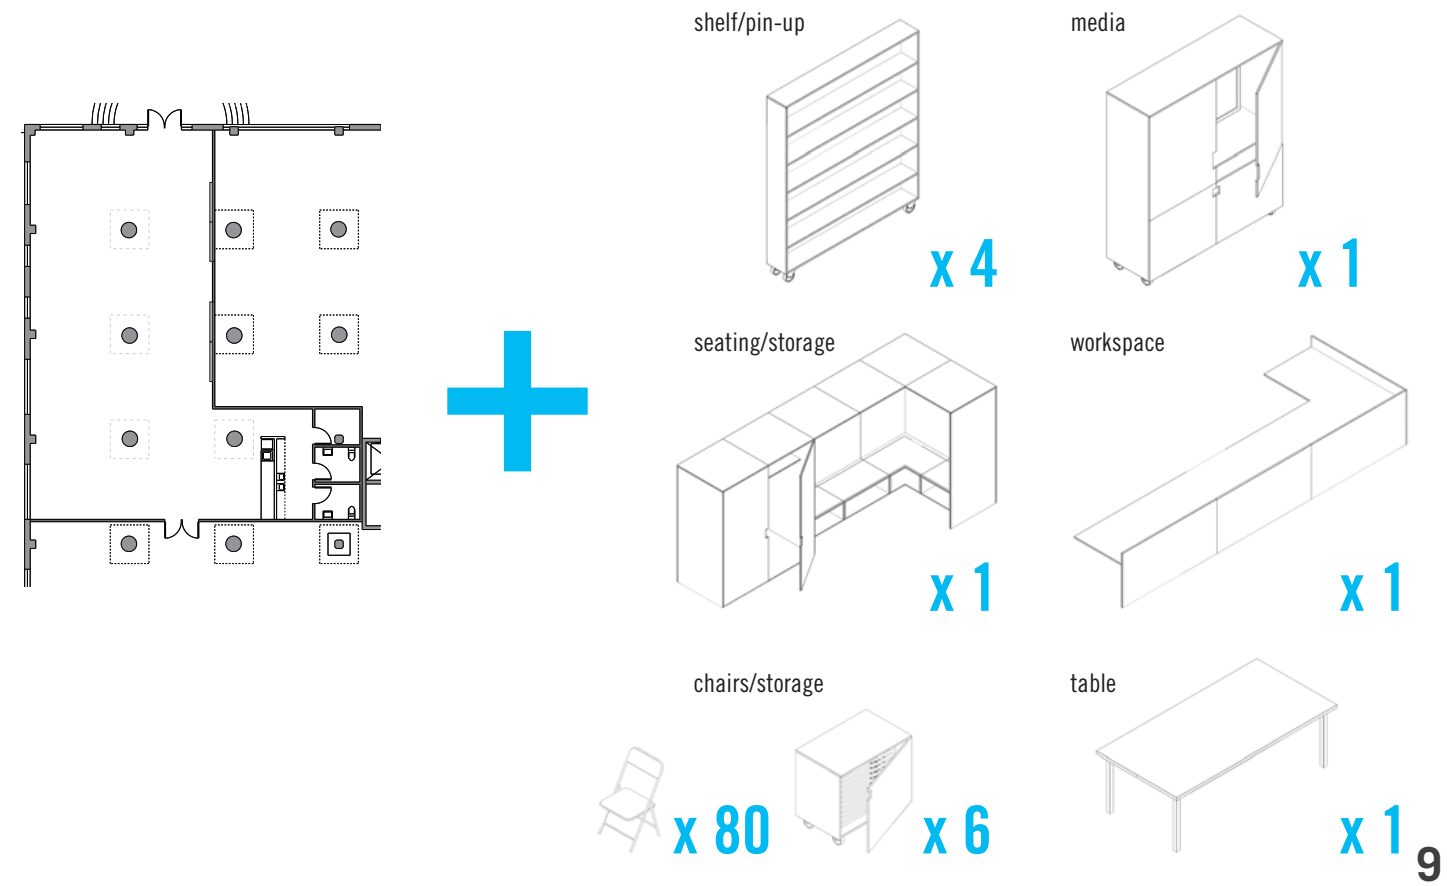 shelf/pin-up
x 4
media
x 1
seating/storage
x 1
workspace
x 1
chairs/storage
x 80
x 6
table
x 1
9